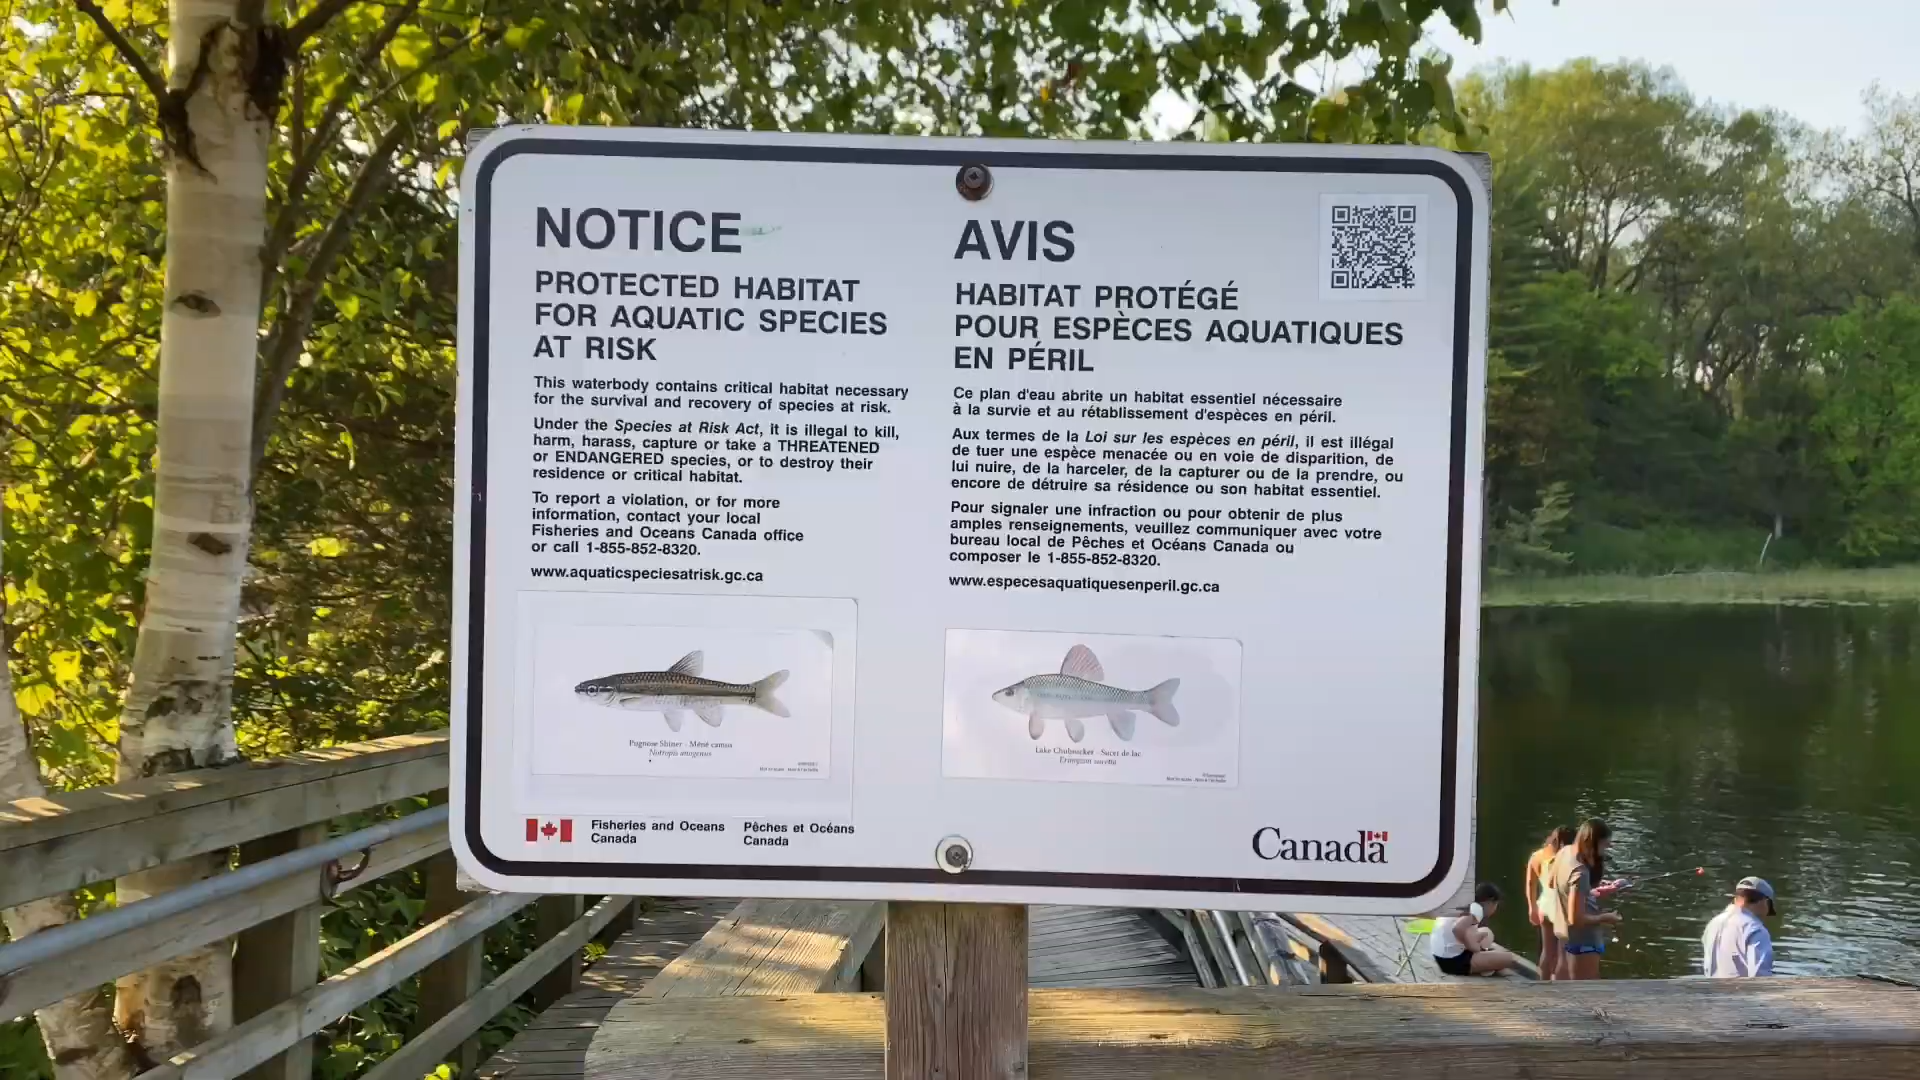 NOTICE
PROTECTED HABITAT
FOR AQUATIC SPECIES
AT RISK
This waterbody contains critical habitat necessary
for the survival and recovery of species at risk.
Under the Species at Risk Act, it is illegal to kill,
harm, harass, capture or take a THREATENED
or ENDANGERED species, or to destroy their
residence or critical habitat.
To report a violation, or for more
information, contact your local
Fisheries and Oceans Canada office
or call 1-855-852-8320.
www.aquaticspeciesatrisk.gc.ca
Pugnose Shiner - Méné camus
Notropis anogenus
Fisheries and Oceans
Canada
Pêches et Océans
Canada
AVIS
HABITAT PROTÉGÉ
POUR ESPÈCES AQUATIQUES
EN PÉRIL
Ce plan d'eau abrite un habitat essentiel nécessaire
à la survie et au rétablissement d'espèces en péril.
Aux termes de la Loi sur les espèces en péril, il est illégal
de tuer une espèce menacée ou en voie de disparition, de
lui nuire, de la harceler, de la capturer ou de la prendre, ou
encore de détruire sa résidence ou son habitat essentiel.
Pour signaler une infraction ou pour obtenir de plus
amples renseignements, veuillez communiquer avec votre
bureau local de Pêches et Océans Canada ou
composer le 1-855-852-8320.
www.especesaquatiquesenperil.gc.ca
Lake Chubsucker - Sucet de lac
Erimyzon sucetta
Canada